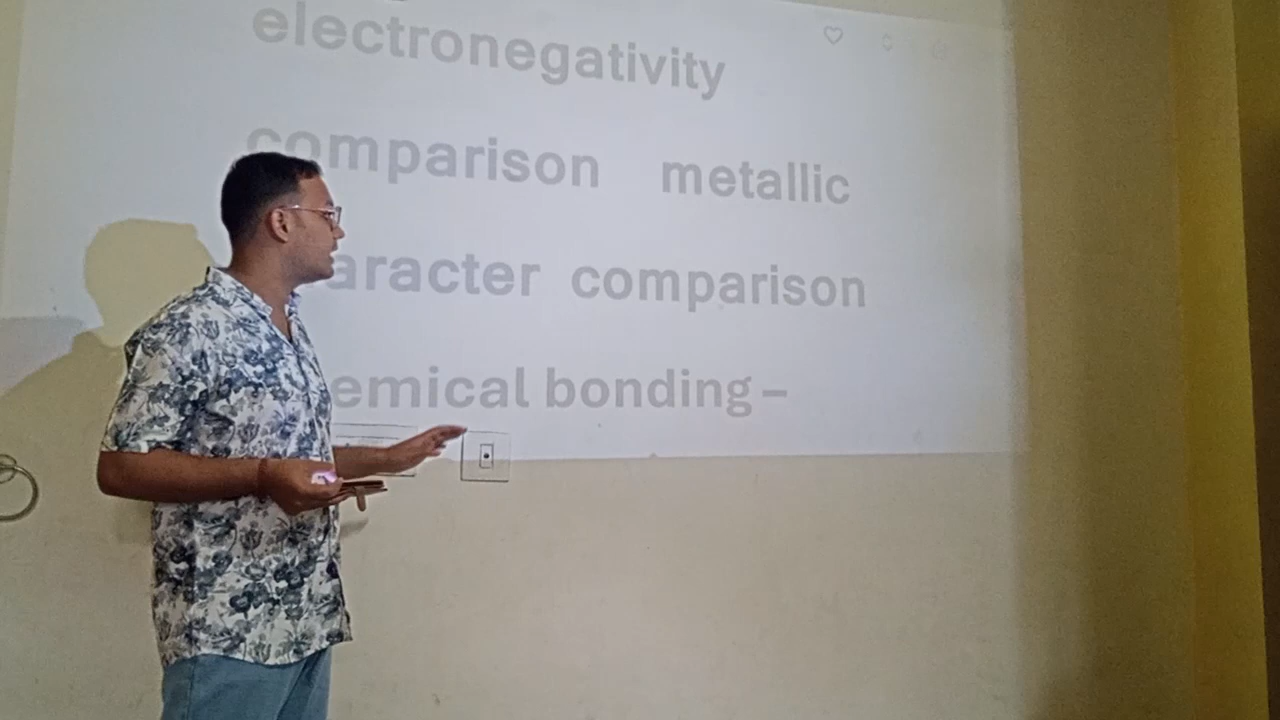 electronegativity
comparison metallic
aracter comparison
emical bonding –